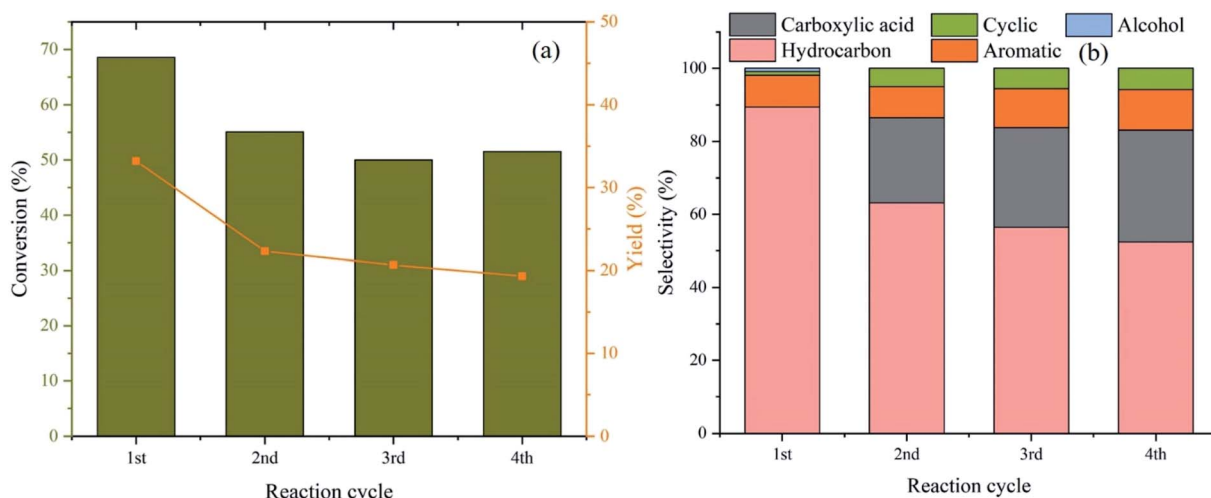 (a)
Conversion (%)
70
60
50
40
30
20
10
0
50
40
30
20
10
0
Yield (%)
1st 2nd 3rd 4th
Reaction cycle
Carboxylic acid Cyclic Alcohol
Hydrocarbon Aromatic
(b)
Selectivity (%)
100
80
60
40
20
0
1st 2nd 3rd 4th
Reaction cycle